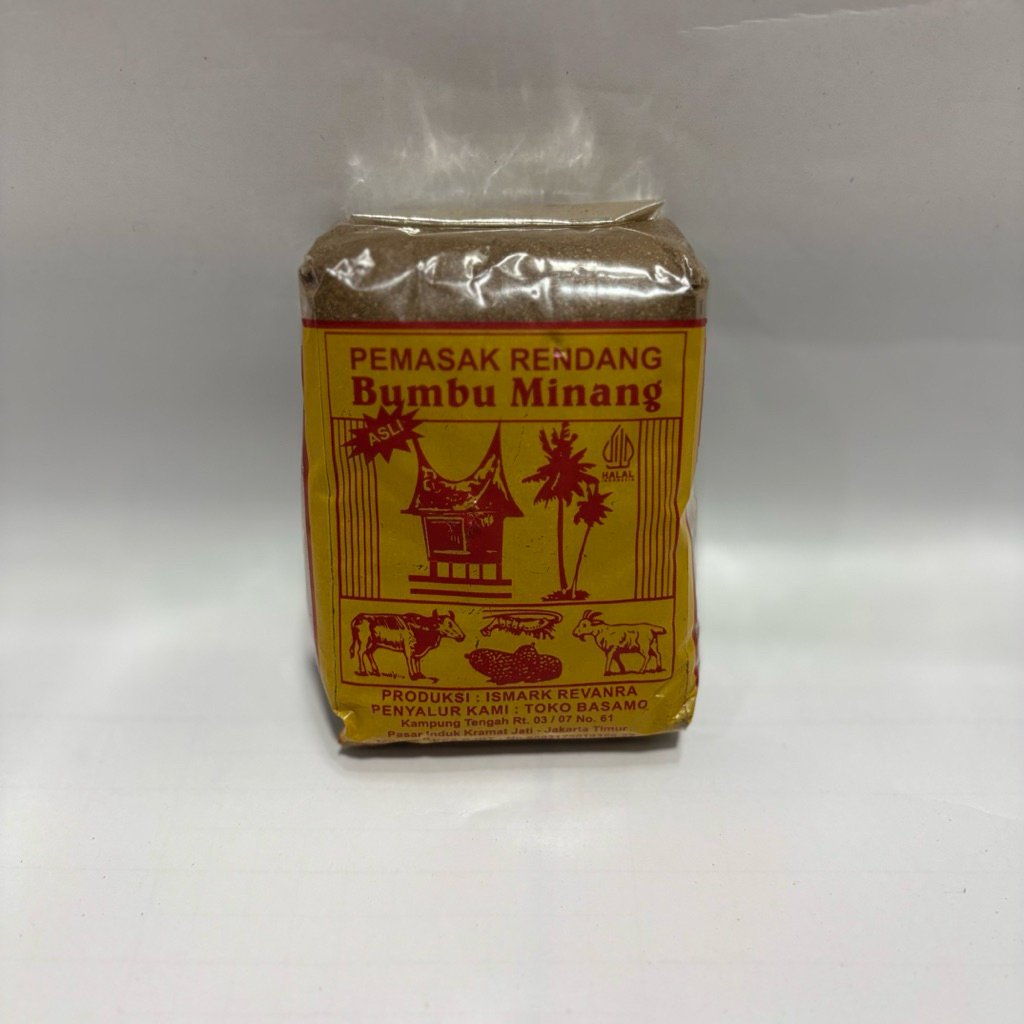 PEMASAK RENDANG
Bumbu Minang
ASLI
HALAL
INDONESIA
PRODUKSI : ISMARK REVANRA
PENYALUR KAMI : TOKO BASAMO
Kampung Tengah Rt. 03 / 07 No. 61
Pasar Induk Kramat Jati - Jakarta Timur